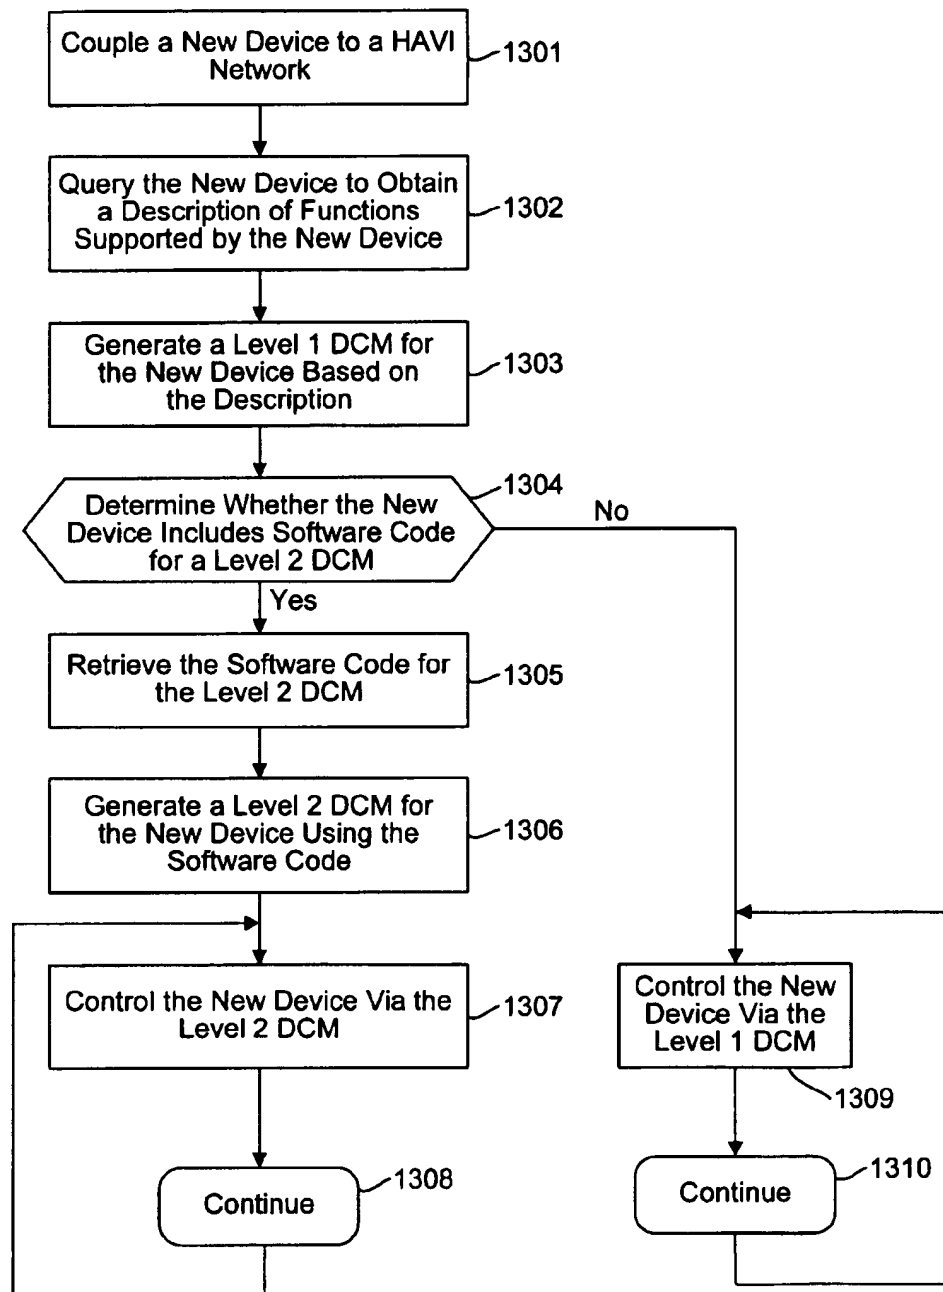 Couple a New Device to a HAVI
Network
1301
Query the New Device to Obtain
a Description of Functions
Supported by the New Device
1302
Generate a Level 1 DCM for
the New Device Based on
the Description
1303
Determine Whether the New
Device Includes Software Code
for a Level 2 DCM
1304
No
Yes
Retrieve the Software Code for
the Level 2 DCM
1305
Generate a Level 2 DCM for
the New Device Using the
Software Code
1306
Control the New Device Via the
Level 2 DCM
1307
Control the New
Device Via the
Level 1 DCM
1309
Continue
1308
Continue
1310